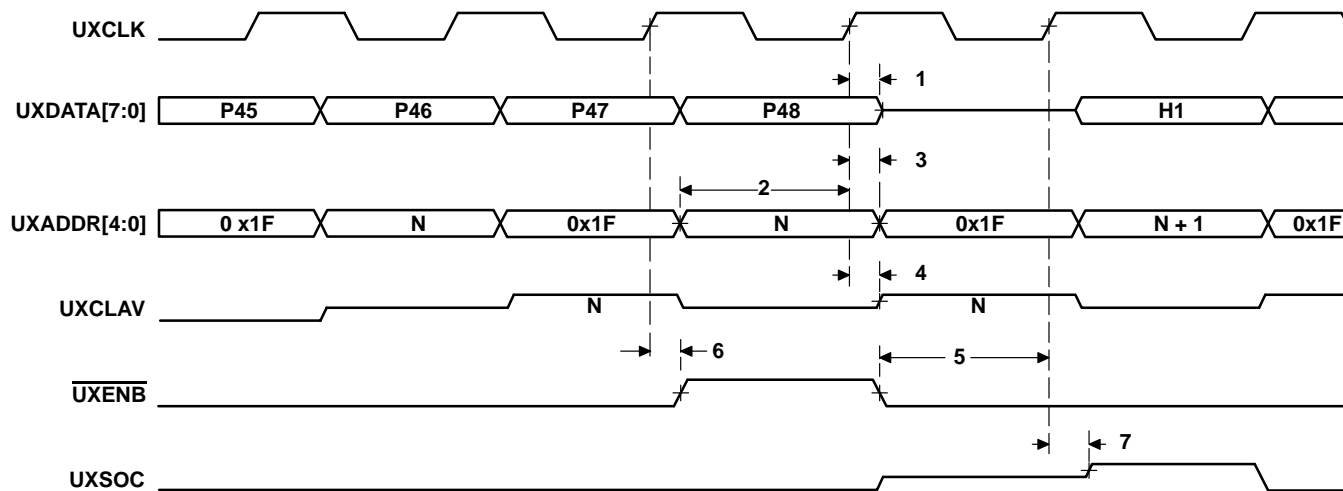 UXCLK
1
UXDATA[7:0] P45 P46 P47 P48 H1
3
2
UXADDR[4:0] 0 x1F N 0x1F N 0x1F N + 1 0x1F
4
UXCLAV N N
6 5
UXENB
7
UXSOC